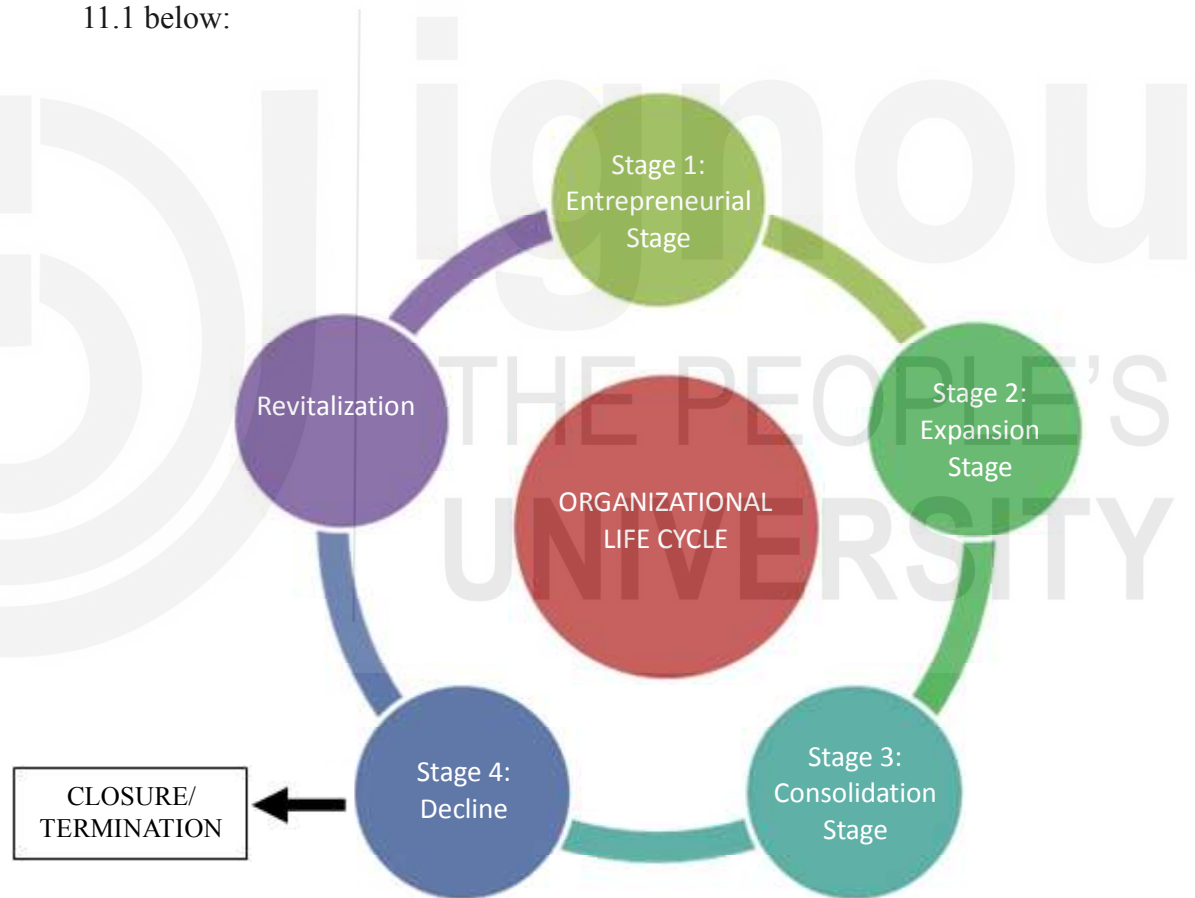 11.1 below:
ignou
THE PEOPLE'S
UNIVERSITY
Stage 1:
Entrepreneurial
Stage
Stage 2:
Expansion
Stage
Revitalization
ORGANIZATIONAL
LIFE CYCLE
Stage 3:
Consolidation
Stage
Stage 4:
Decline
CLOSURE/
TERMINATION